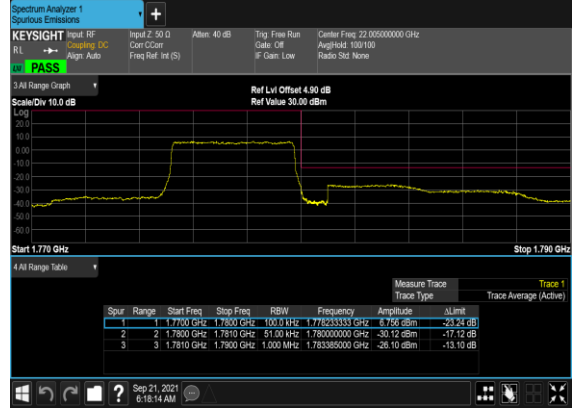 Spectrum Analyzer 1
Spurious Emissions
KEYSIGHT Input: RF Input Z: 50 Ω Atten: 40 dB Trig: Free Run Center Freq: 22.005000000 GHz
RL Coupling: DC Corr CCorr Gate: Off Avg|Hold: 100/100
Align: Auto Freq Ref: Int (S) IF Gain: Low Radio Std: None
LW PASS
3 All Range Graph
Ref Lvl Offset 4.90 dB
Scale/Div 10.0 dB Ref Value 30.00 dBm
Log
20.0
10.0
0.00
-10.0
-20.0
-30.0
-40.0
-50.0
-60.0
Start 1.770 GHz Stop 1.790 GHz
4 All Range Table
Measure Trace Trace 1
Trace Type Trace Average (Active)
Spur Range Start Freq Stop Freq RBW Frequency Amplitude ΔLimit
1 1 1.7700 GHz 1.7800 GHz 100.0 kHz 1.778233333 GHz 6.756 dBm -23.24 dB
2 2 1.7800 GHz 1.7810 GHz 51.00 kHz 1.780000000 GHz -30.12 dBm -17.12 dB
3 3 1.7810 GHz 1.7900 GHz 1.000 MHz 1.783385000 GHz -26.10 dBm -13.10 dB
? Sep 21, 2021
6:18:14 AM